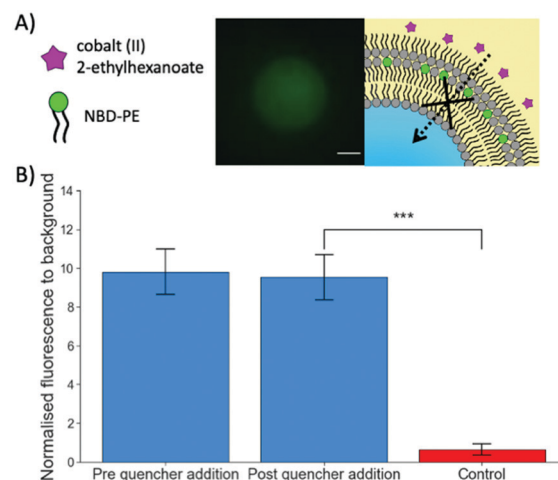 A)
cobalt (II)
2-ethylhexanoate
NBD-PE
B)
Normalised fluorescence to background
14
12
10
8
6
4
2
0
***
Pre quencher addition
Post quencher addition
Control